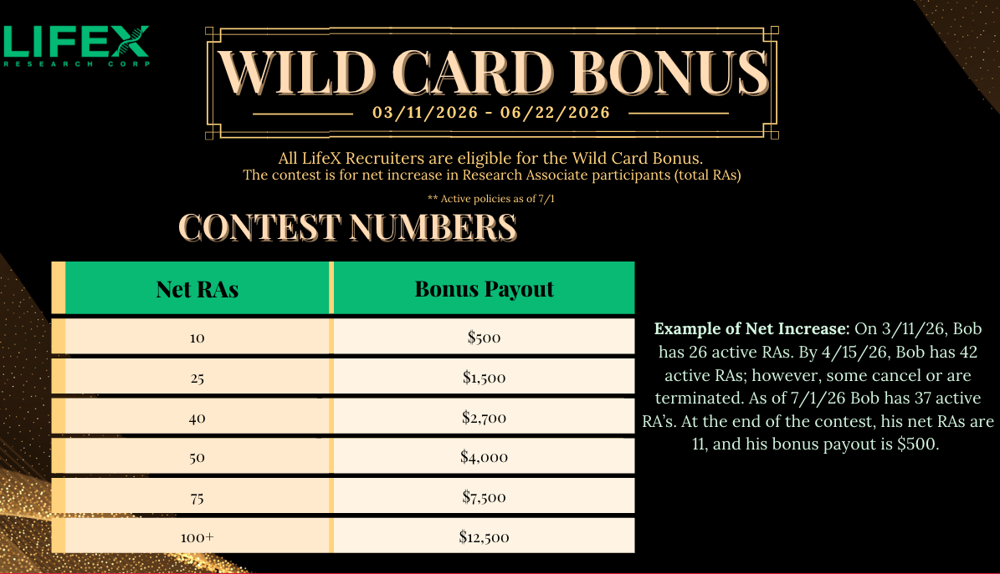 LIFEX
RESEARCH CORP
WILD CARD BONUS
03/11/2026 - 06/22/2026
All LifeX Recruiters are eligible for the Wild Card Bonus.
The contest is for net increase in Research Associate participants (total RAs)
** Active policies as of 7/1
CONTEST NUMBERS
Net RAs Bonus Payout
10 $500
25 $1,500
40 $2,700
50 $4,000
75 $7,500
100+ $12,500
Example of Net Increase: On 3/11/26, Bob
has 26 active RAs. By 4/15/26, Bob has 42
active RAs; however, some cancel or are
terminated. As of 7/1/26 Bob has 37 active
RA’s. At the end of the contest, his net RAs are
11, and his bonus payout is $500.